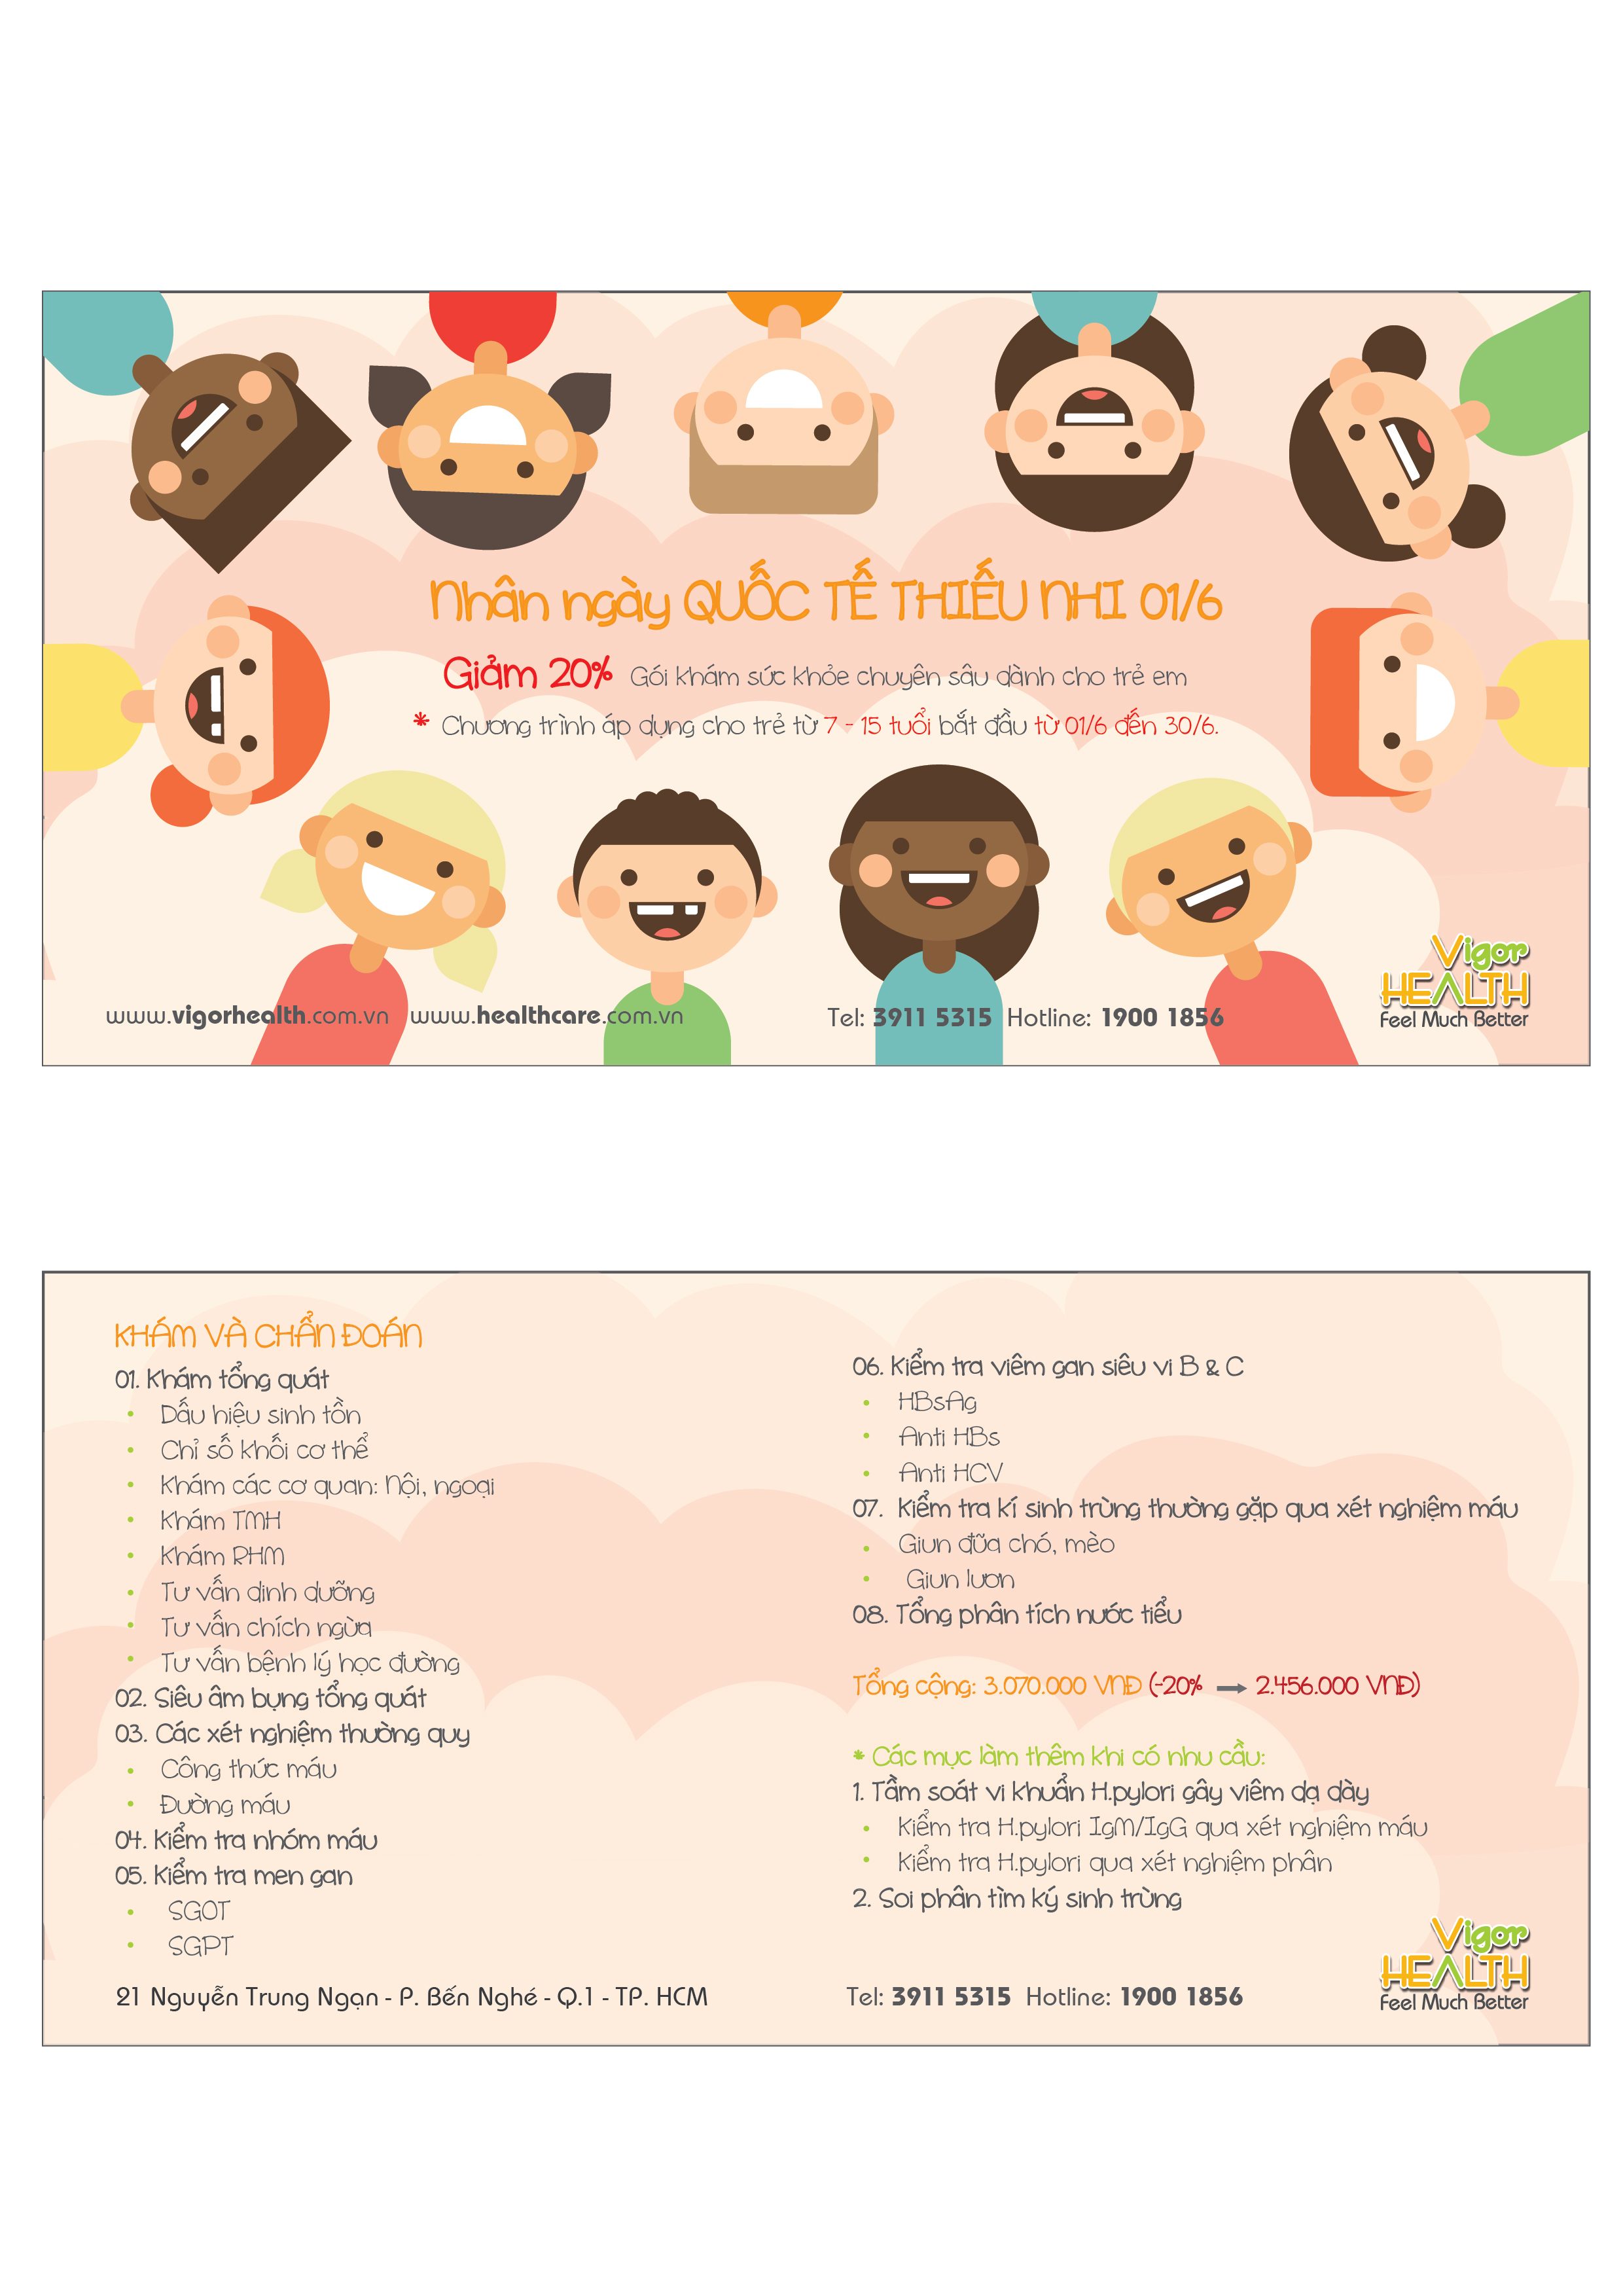 Nhân ngày QUỐC TẾ THIẾU NHI 01/6
Giảm 20% Gói khám sức khỏe chuyên sâu dành cho trẻ em
* Chương trình áp dụng cho trẻ từ 7 - 15 tuổi bắt đầu từ 01/6 đến 30/6.
www.vigorhealth.com.vn www.healthcare.com.vn
Tel: 3911 5315 Hotline: 1900 1856
Vigor
HEALTH
Feel Much Better
KHÁM VÀ CHẨN ĐOÁN
01. Khám tổng quát
• Dấu hiệu sinh tồn
• Chỉ số khối cơ thể
• Khám các cơ quan: Nội, ngoại
• Khám TMH
• Khám RHM
• Tư vấn dinh dưỡng
• Tư vấn chích ngừa
• Tư vấn bệnh lý học đường
02. Siêu âm bụng tổng quát
03. Các xét nghiệm thường quy
• Công thức máu
• Đường máu
04. Kiểm tra nhóm máu
05. Kiểm tra men gan
• SGOT
• SGPT
06. Kiểm tra viêm gan siêu vi B & C
• HBsAg
• Anti HBs
• Anti HCV
07. Kiểm tra kí sinh trùng thường gặp qua xét nghiệm máu
• Giun đũa chó, mèo
• Giun lươn
08. Tổng phân tích nước tiểu
Tổng cộng: 3.070.000 VNĐ (-20% → 2.456.000 VNĐ)
* Các mục làm thêm khi có nhu cầu:
1. Tầm soát vi khuẩn H.pylori gây viêm dạ dày
• Kiểm tra H.pylori IgM/IgG qua xét nghiệm máu
• Kiểm tra H.pylori qua xét nghiệm phân
2. Soi phân tìm ký sinh trùng
21 Nguyễn Trung Ngạn - P. Bến Nghé - Q.1 - TP. HCM
Tel: 3911 5315 Hotline: 1900 1856
Vigor
HEALTH
Feel Much Better